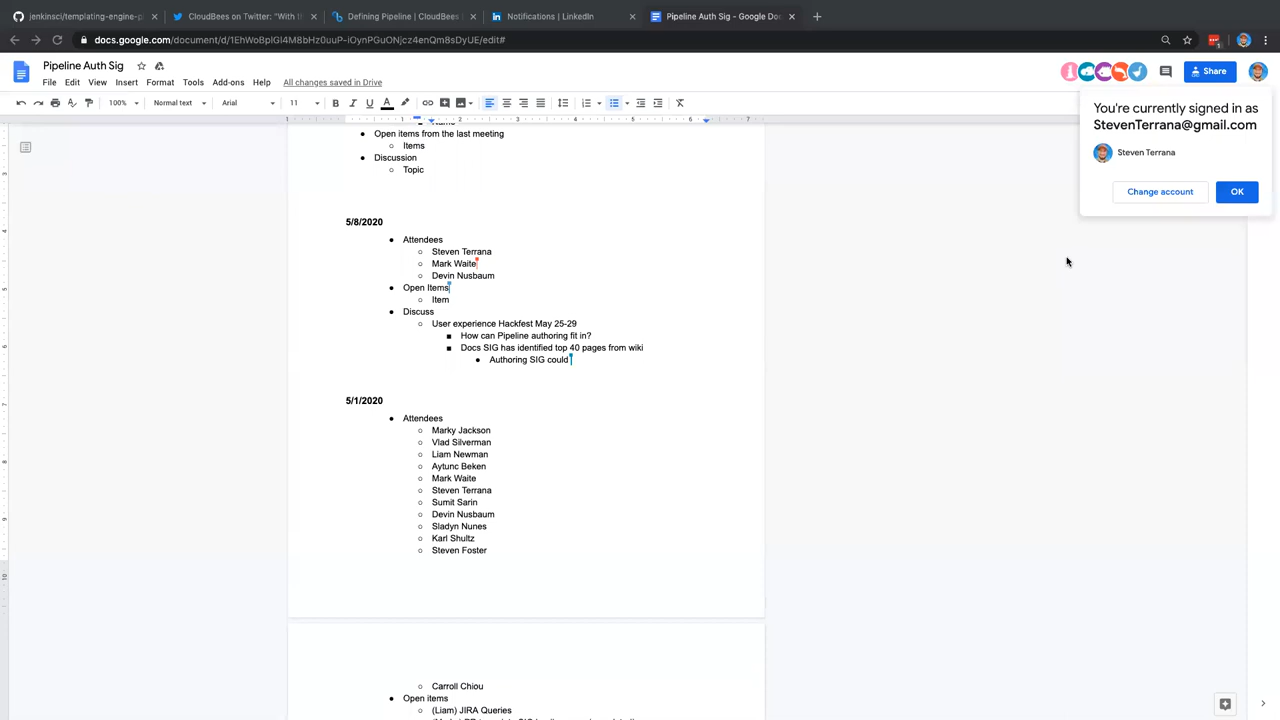 jenkinsci/templating-engine-p
CloudBees on Twitter: "With t
Defining Pipeline | CloudBees
Notifications | LinkedIn
Pipeline Auth Sig - Google Doc
docs.google.com/document/d/1EhWoBplGl4M8bHz0uuP-iOynPGuONjcz4enQm8sDyUE/edit#
Pipeline Auth Sig
File Edit View Insert Format Tools Add-ons Help All changes saved in Drive
Share
100% Normal text Arial 11
You're currently signed in as
StevenTerrana@gmail.com
Steven Terrana
Change account OK
Open items from the last meeting
Items
Discussion
Topic
5/8/2020
Attendees
Steven Terrana
Mark Waite
Devin Nusbaum
Open Items
Item
Discuss
User experience Hackfest May 25-29
How can Pipeline authoring fit in?
Docs SIG has identified top 40 pages from wiki
Authoring SIG could
5/1/2020
Attendees
Marky Jackson
Vlad Silverman
Liam Newman
Aytunc Beken
Mark Waite
Steven Terrana
Sumit Sarin
Devin Nusbaum
Sladyn Nunes
Karl Shultz
Steven Foster
Carroll Chiou
Open items
(Liam) JIRA Queries